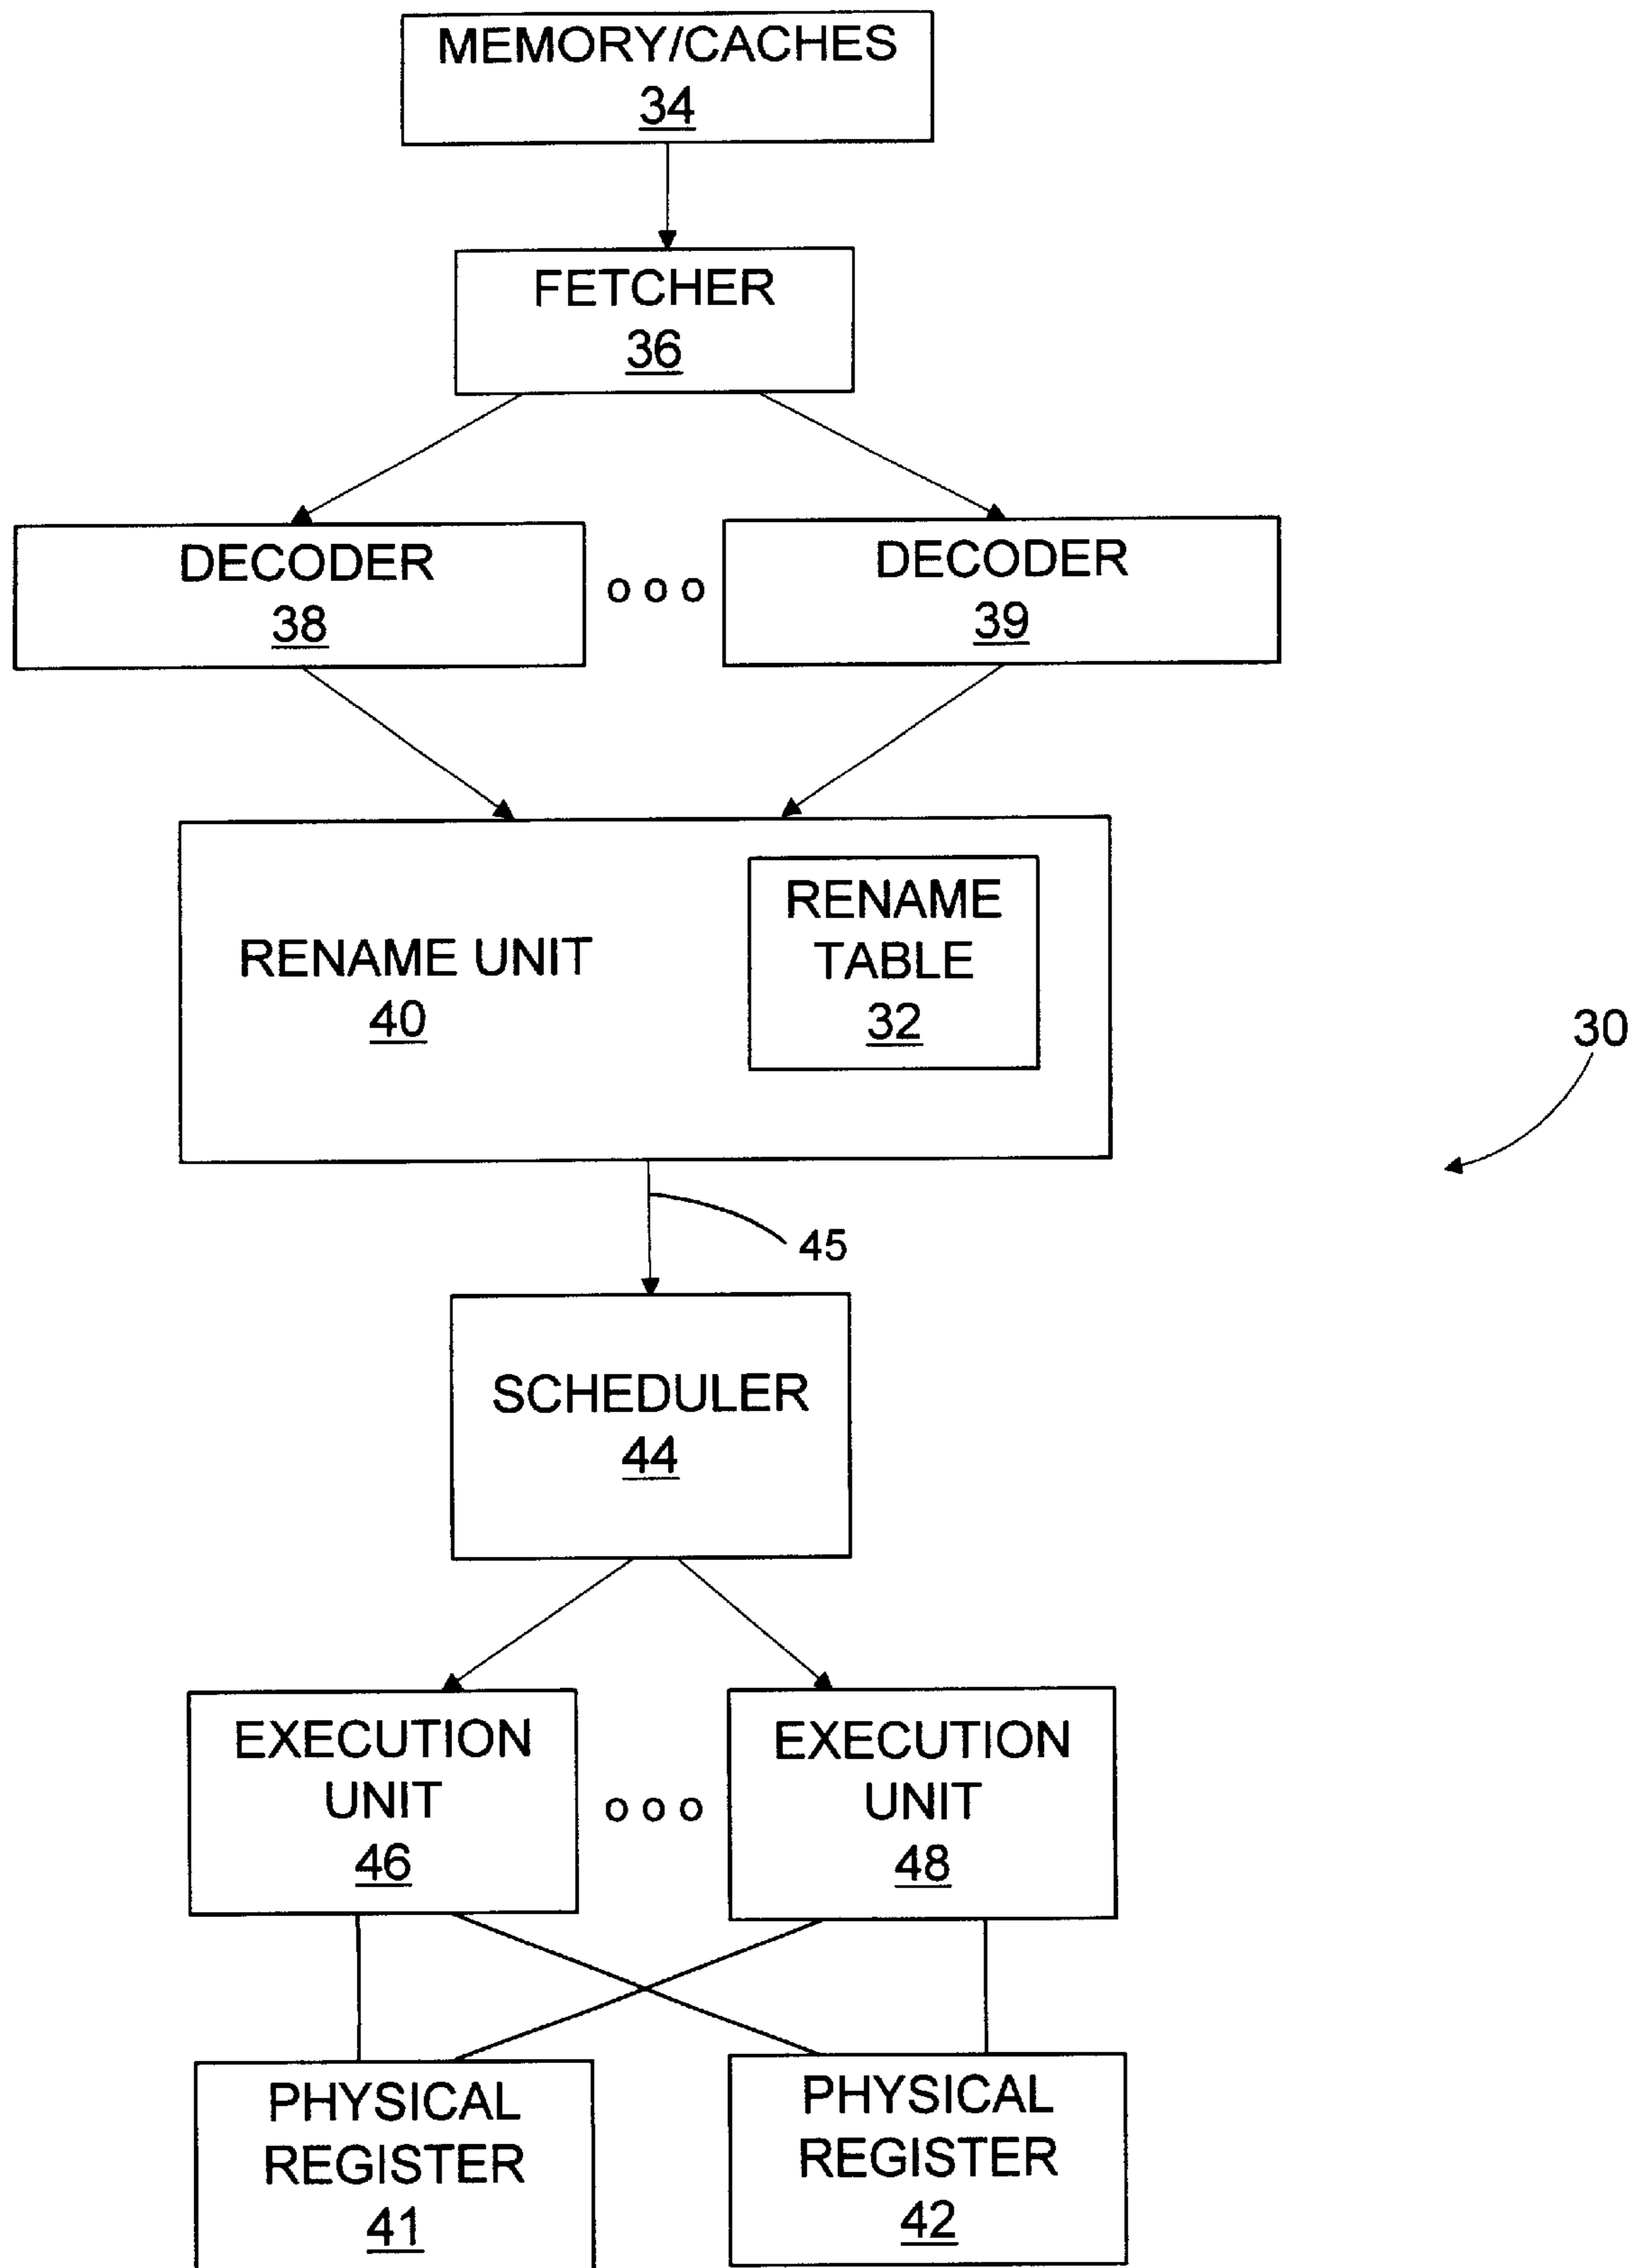 MEMORY/CACHES
34
FETCHER
36
DECODER
38
o o o
DECODER
39
RENAME UNIT
40
RENAME
TABLE
32
30
45
SCHEDULER
44
EXECUTION
UNIT
46
o o o
EXECUTION
UNIT
48
PHYSICAL
REGISTER
41
PHYSICAL
REGISTER
42